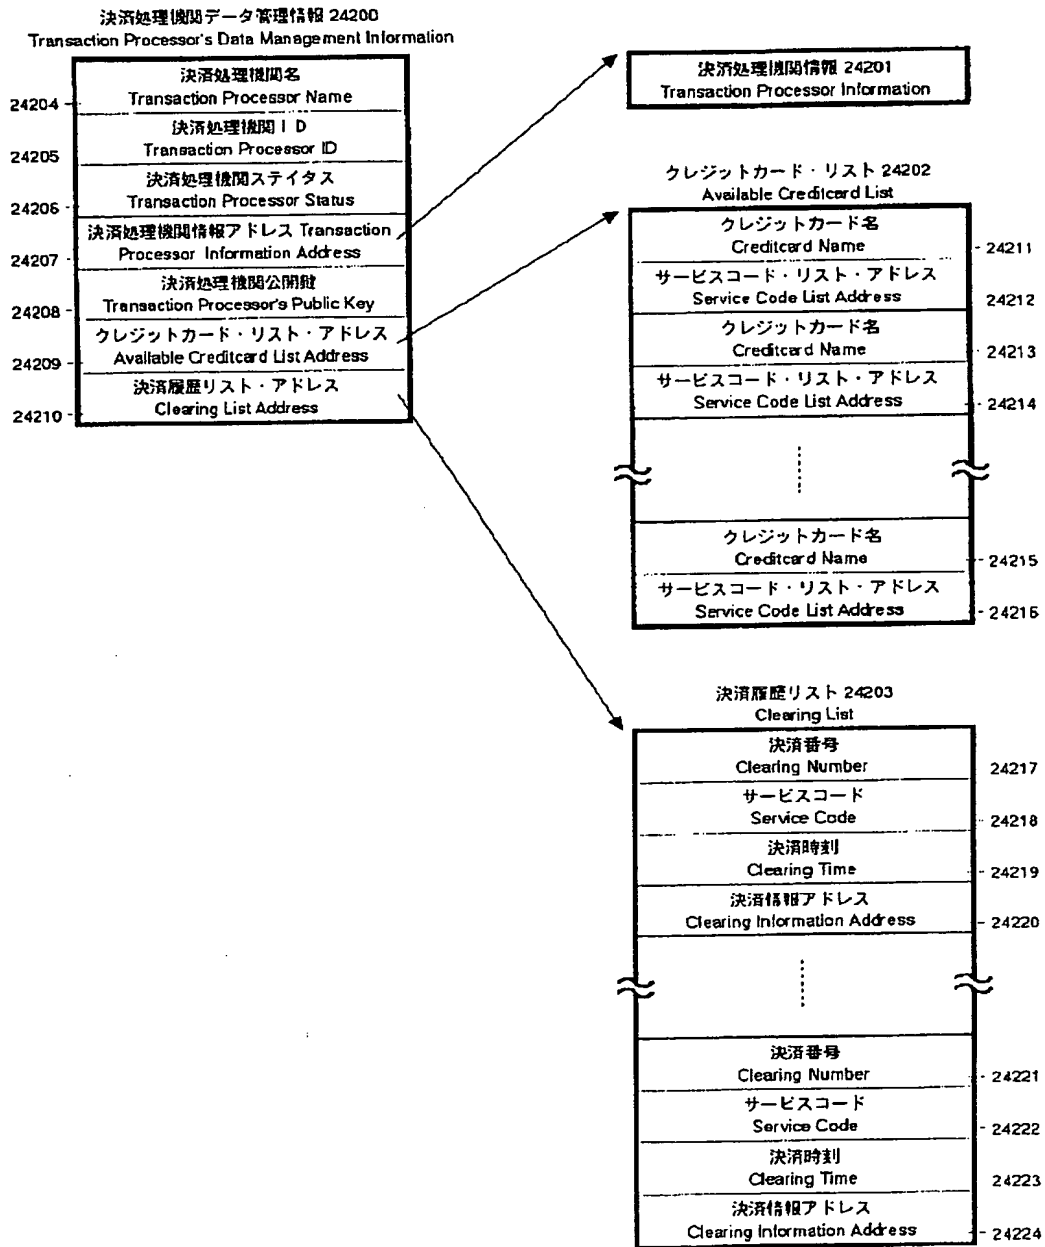 決済処理機関データ管理情報 24200
Transaction Processor's Data Management Information
決済処理機関名
Transaction Processor Name
24204
決済処理機関ID
Transaction Processor ID
24205
決済処理機関ステイタス
Transaction Processor Status
24206
決済処理機関情報アドレス Transaction
Processor Information Address
24207
決済処理機関公開鍵
Transaction Processor's Public Key
24208
クレジットカード・リスト・アドレス
Available Creditcard List Address
24209
決済履歴リスト・アドレス
Clearing List Address
24210
決済処理機関情報 24201
Transaction Processor Information
クレジットカード・リスト 24202
Available Creditcard List
クレジットカード名
Creditcard Name
24211
サービスコード・リスト・アドレス
Service Code List Address
24212
クレジットカード名
Creditcard Name
24213
サービスコード・リスト・アドレス
Service Code List Address
24214
クレジットカード名
Creditcard Name
24215
サービスコード・リスト・アドレス
Service Code List Address
24216
決済履歴リスト 24203
Clearing List
決済番号
Clearing Number
24217
サービスコード
Service Code
24218
決済時刻
Clearing Time
24219
決済情報アドレス
Clearing Information Address
24220
決済番号
Clearing Number
24221
サービスコード
Service Code
24222
決済時刻
Clearing Time
24223
決済情報アドレス
Clearing Information Address
24224